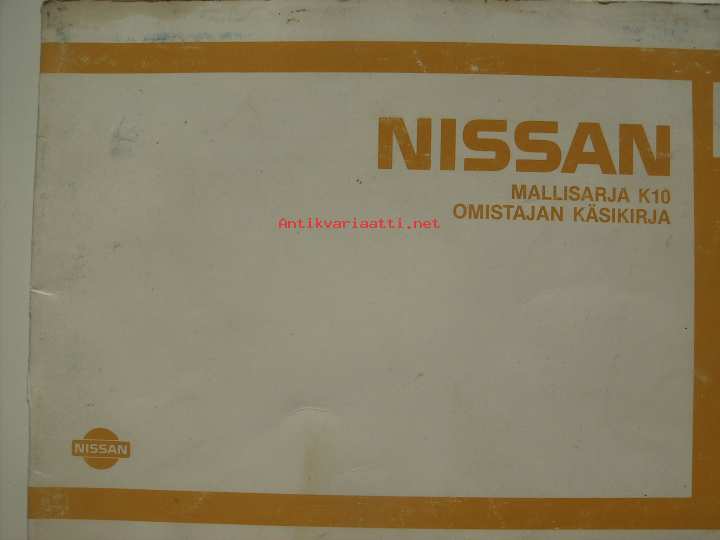 NISSAN
MALLISARJA K10
OMISTAJAN KÄSIKIRJA
Antikvariaatti.net
NISSAN